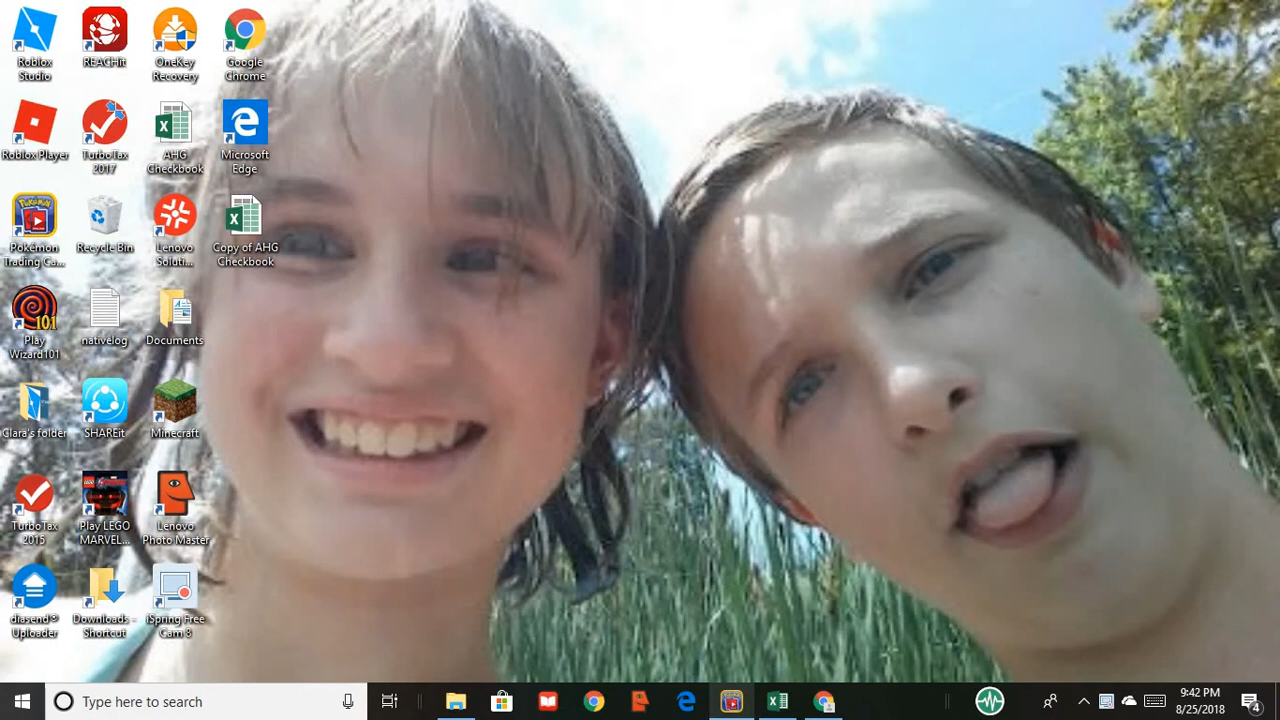 Roblox
Studio
REACHit
OneKey
Recovery
Google
Chrome
Roblox Player
TurboTax
2017
AHG
Checkbook
Microsoft
Edge
Pokémon
Trading Ca...
Recycle Bin
Lenovo
Soluti...
Copy of AHG
Checkbook
Play
Wizard101
nativelog
Documents
Clara's folder
SHAREit
Minecraft
TurboTax
2015
Play LEGO
MARVEL...
Lenovo
Photo Master
diasend®
Uploader
Downloads -
Shortcut
iSpring Free
Cam 8
Type here to search
9:42 PM
8/25/2018
4